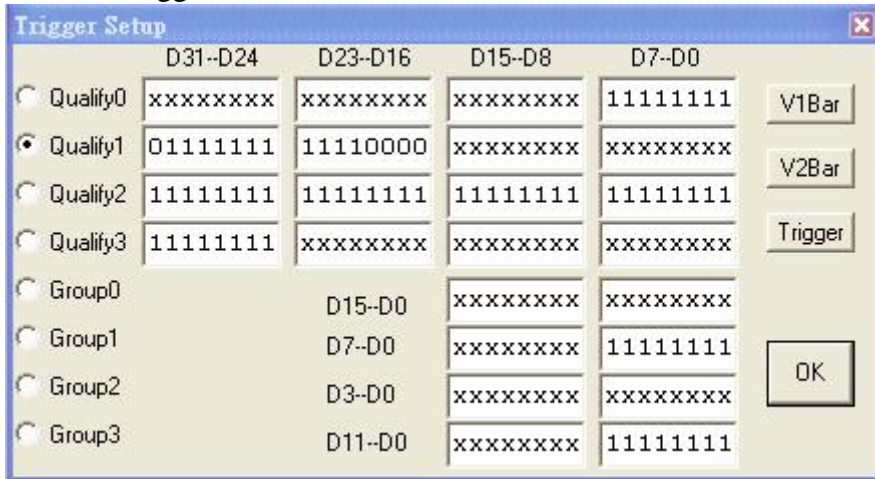 Trigger Setup
D31--D24 D23--D16 D15--D8 D7--D0
Qualify0 xxxxxxxx xxxxxxxx xxxxxxxx 11111111 V1Bar
Qualify1 01111111 11110000 xxxxxxxx xxxxxxxx
V2Bar
Qualify2 11111111 11111111 11111111 11111111
Qualify3 11111111 xxxxxxxx xxxxxxxx xxxxxxxx Trigger
Group0 D15--D0 xxxxxxxx xxxxxxxx
Group1 D7--D0 xxxxxxxx 11111111
OK
Group2 D3--D0 xxxxxxxx xxxxxxxx
Group3 D11--D0 xxxxxxxx 11111111